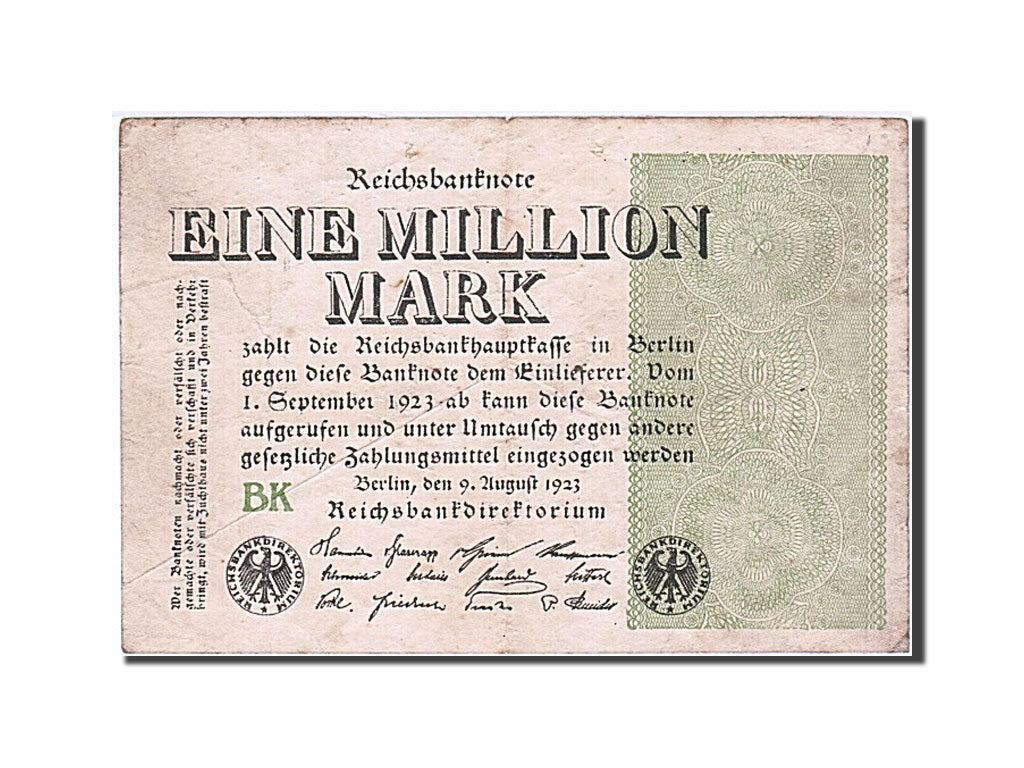 Reichsbanknote
EINE MILLION
MARK
zahlt die Reichsbankhauptkasse in Berlin
gegen diese Banknote dem Einlieferer. Vom
1. September 1923 ab kann diese Banknote
aufgerufen und unter Umtausch gegen andere
gesetzliche Zahlungsmittel eingezogen werden
Berlin, den 9. August 1923
Reichsbankdirektorium
BK
Wer Banknoten nachmacht oder verfälscht oder nach-
gemachte oder verfälschte sich verschafft und in Verkehr
bringt, wird mit Zuchthaus nicht unter zwei Jahren bestraft
REICHSBANKDIREKTORIUM
REICHSBANKDIREKTORIUM